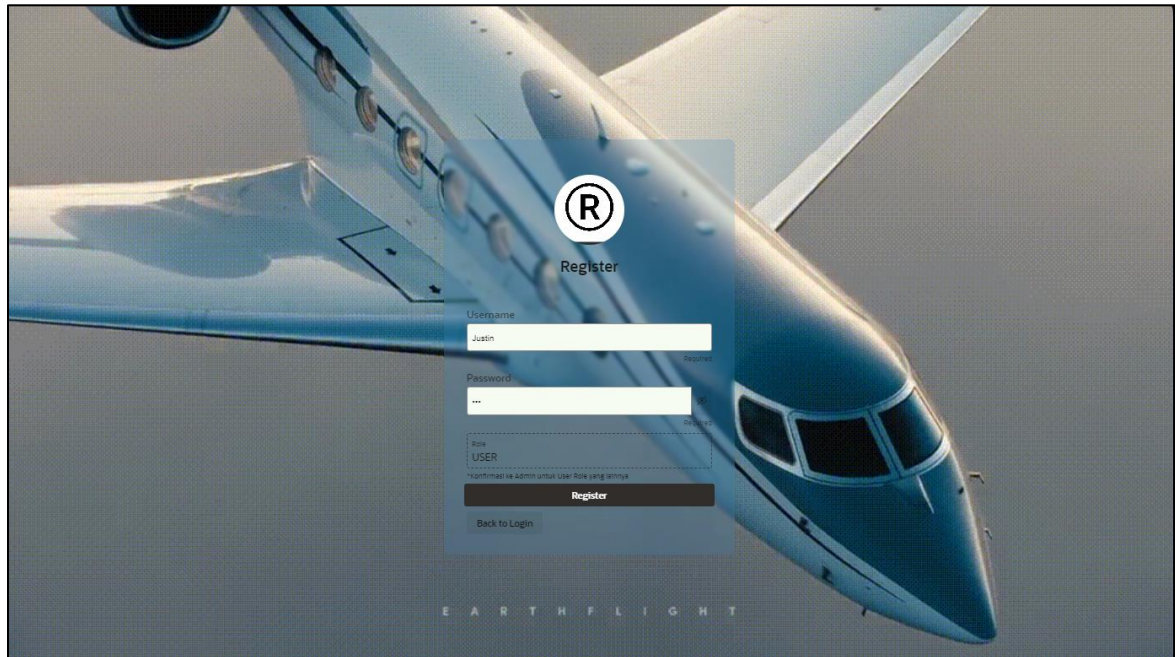 ®
Register
Username
Justin
Required
Password
•••
Required
Role
USER
*Konfirmasi ke Admin untuk User Role yang lainnya
Register
Back to Login
EARTHFLIGHT